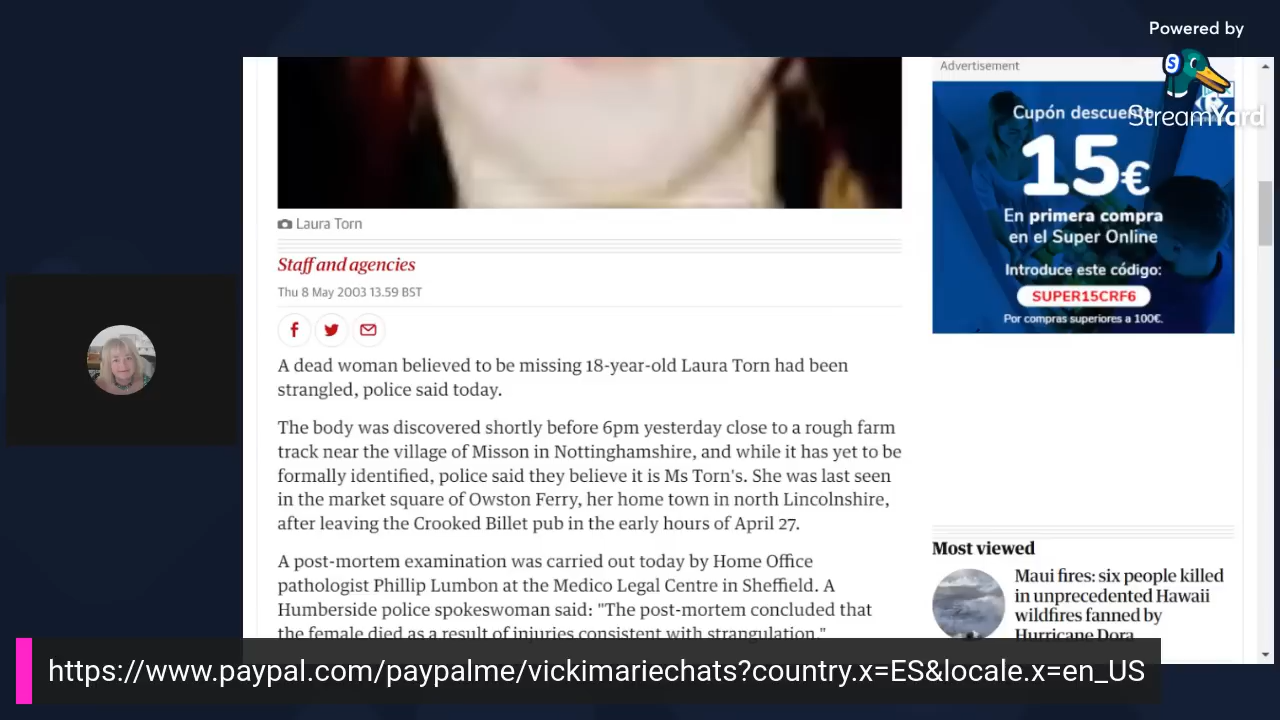 Powered by
StreamYard
Advertisement
Cupón descuento
15€
En primera compra
en el Super Online
Introduce este código:
SUPER15CRF6
Por compras superiores a 100€.
Laura Torn
Staff and agencies
Thu 8 May 2003 13.59 BST
A dead woman believed to be missing 18-year-old Laura Torn had been
strangled, police said today.
The body was discovered shortly before 6pm yesterday close to a rough farm
track near the village of Misson in Nottinghamshire, and while it has yet to be
formally identified, police said they believe it is Ms Torn's. She was last seen
in the market square of Owston Ferry, her home town in north Lincolnshire,
after leaving the Crooked Billet pub in the early hours of April 27.
A post-mortem examination was carried out today by Home Office
pathologist Phillip Lumbon at the Medico Legal Centre in Sheffield. A
Humberside police spokeswoman said: "The post-mortem concluded that
the female died as a result of injuries consistent with strangulation."
Most viewed
Maui fires: six people killed
in unprecedented Hawaii
wildfires fanned by
Hurricane Dora
https://www.paypal.com/paypalme/vickimariechats?country.x=ES&locale.x=en_US